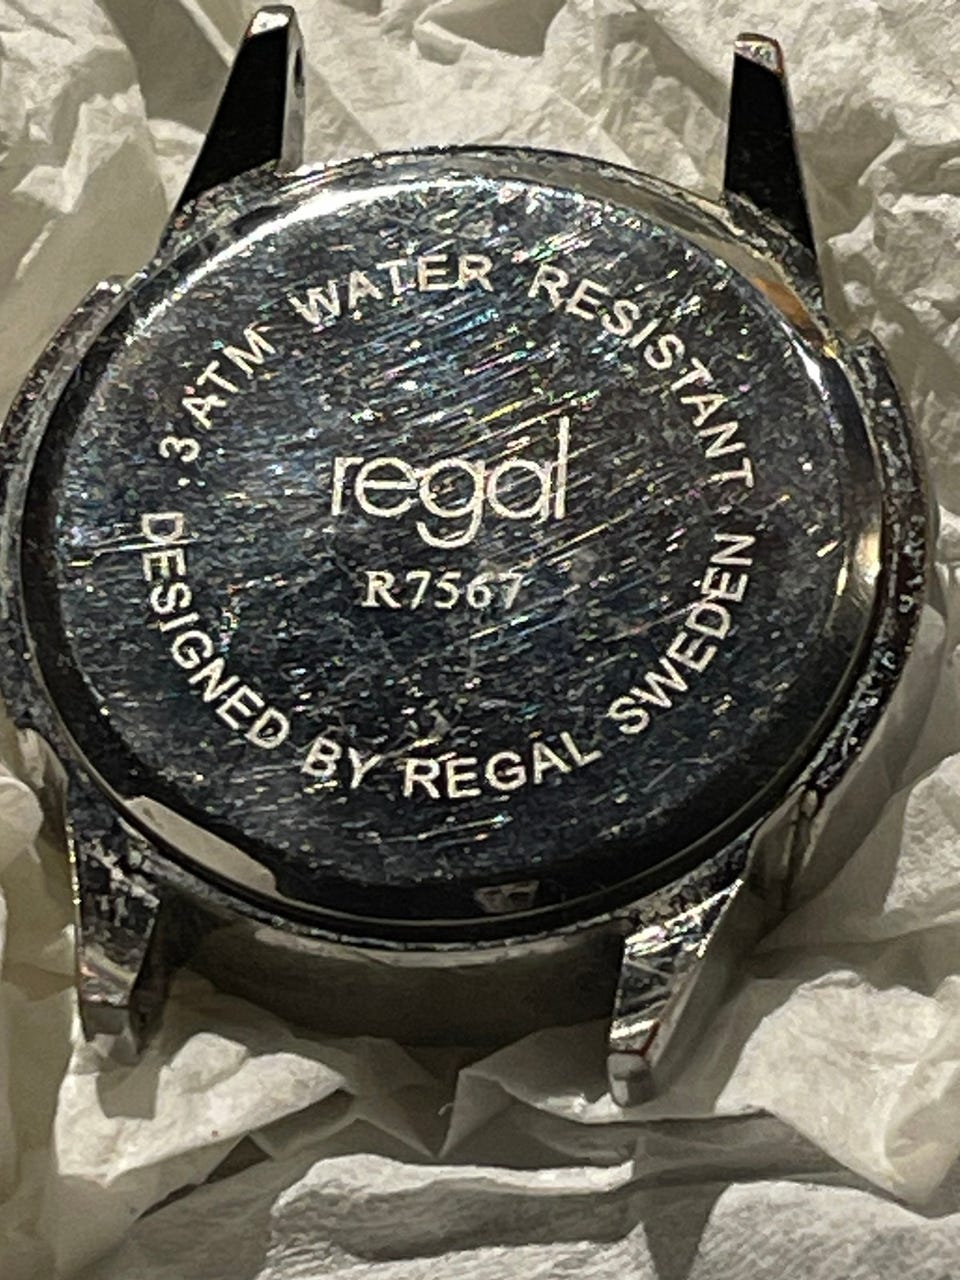 3 ATM WATER RESISTANT
regal
R7567
DESIGNED BY REGAL SWEDEN